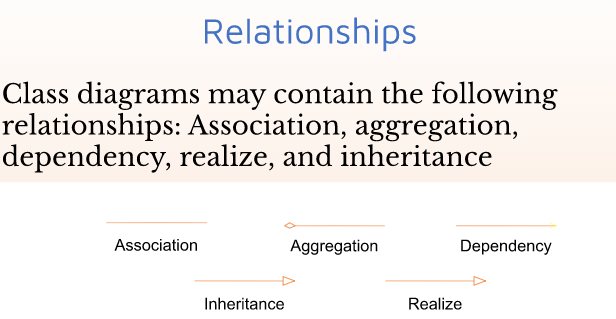 Relationships
Class diagrams may contain the following
relationships: Association, aggregation,
dependency, realize, and inheritance
Association Aggregation Dependency
Inheritance Realize